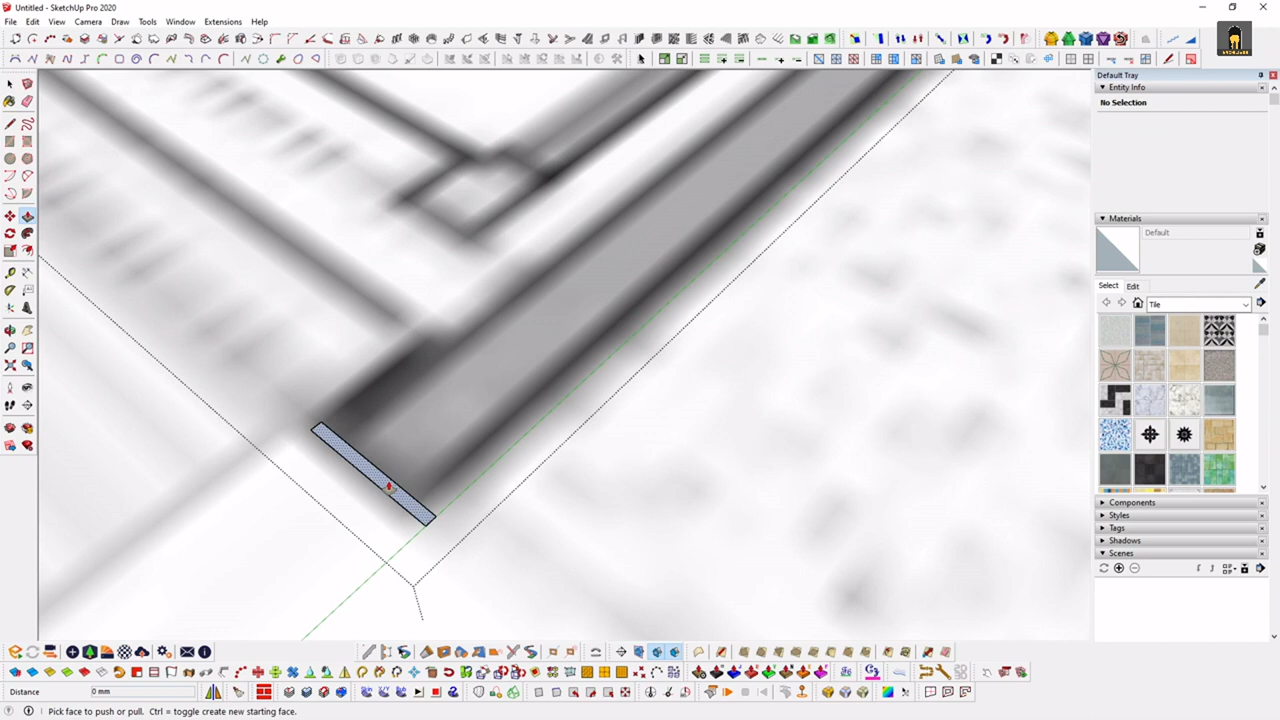 Untitled - SketchUp Pro 2020
File Edit View Camera Draw Tools Window Extensions Help
Default Tray
Entity Info
No Selection
Materials
Default
Select Edit
Tile
Components
Styles
Tags
Shadows
Scenes
Distance 0 mm
Pick face to push or pull. Ctrl = toggle create new starting face.